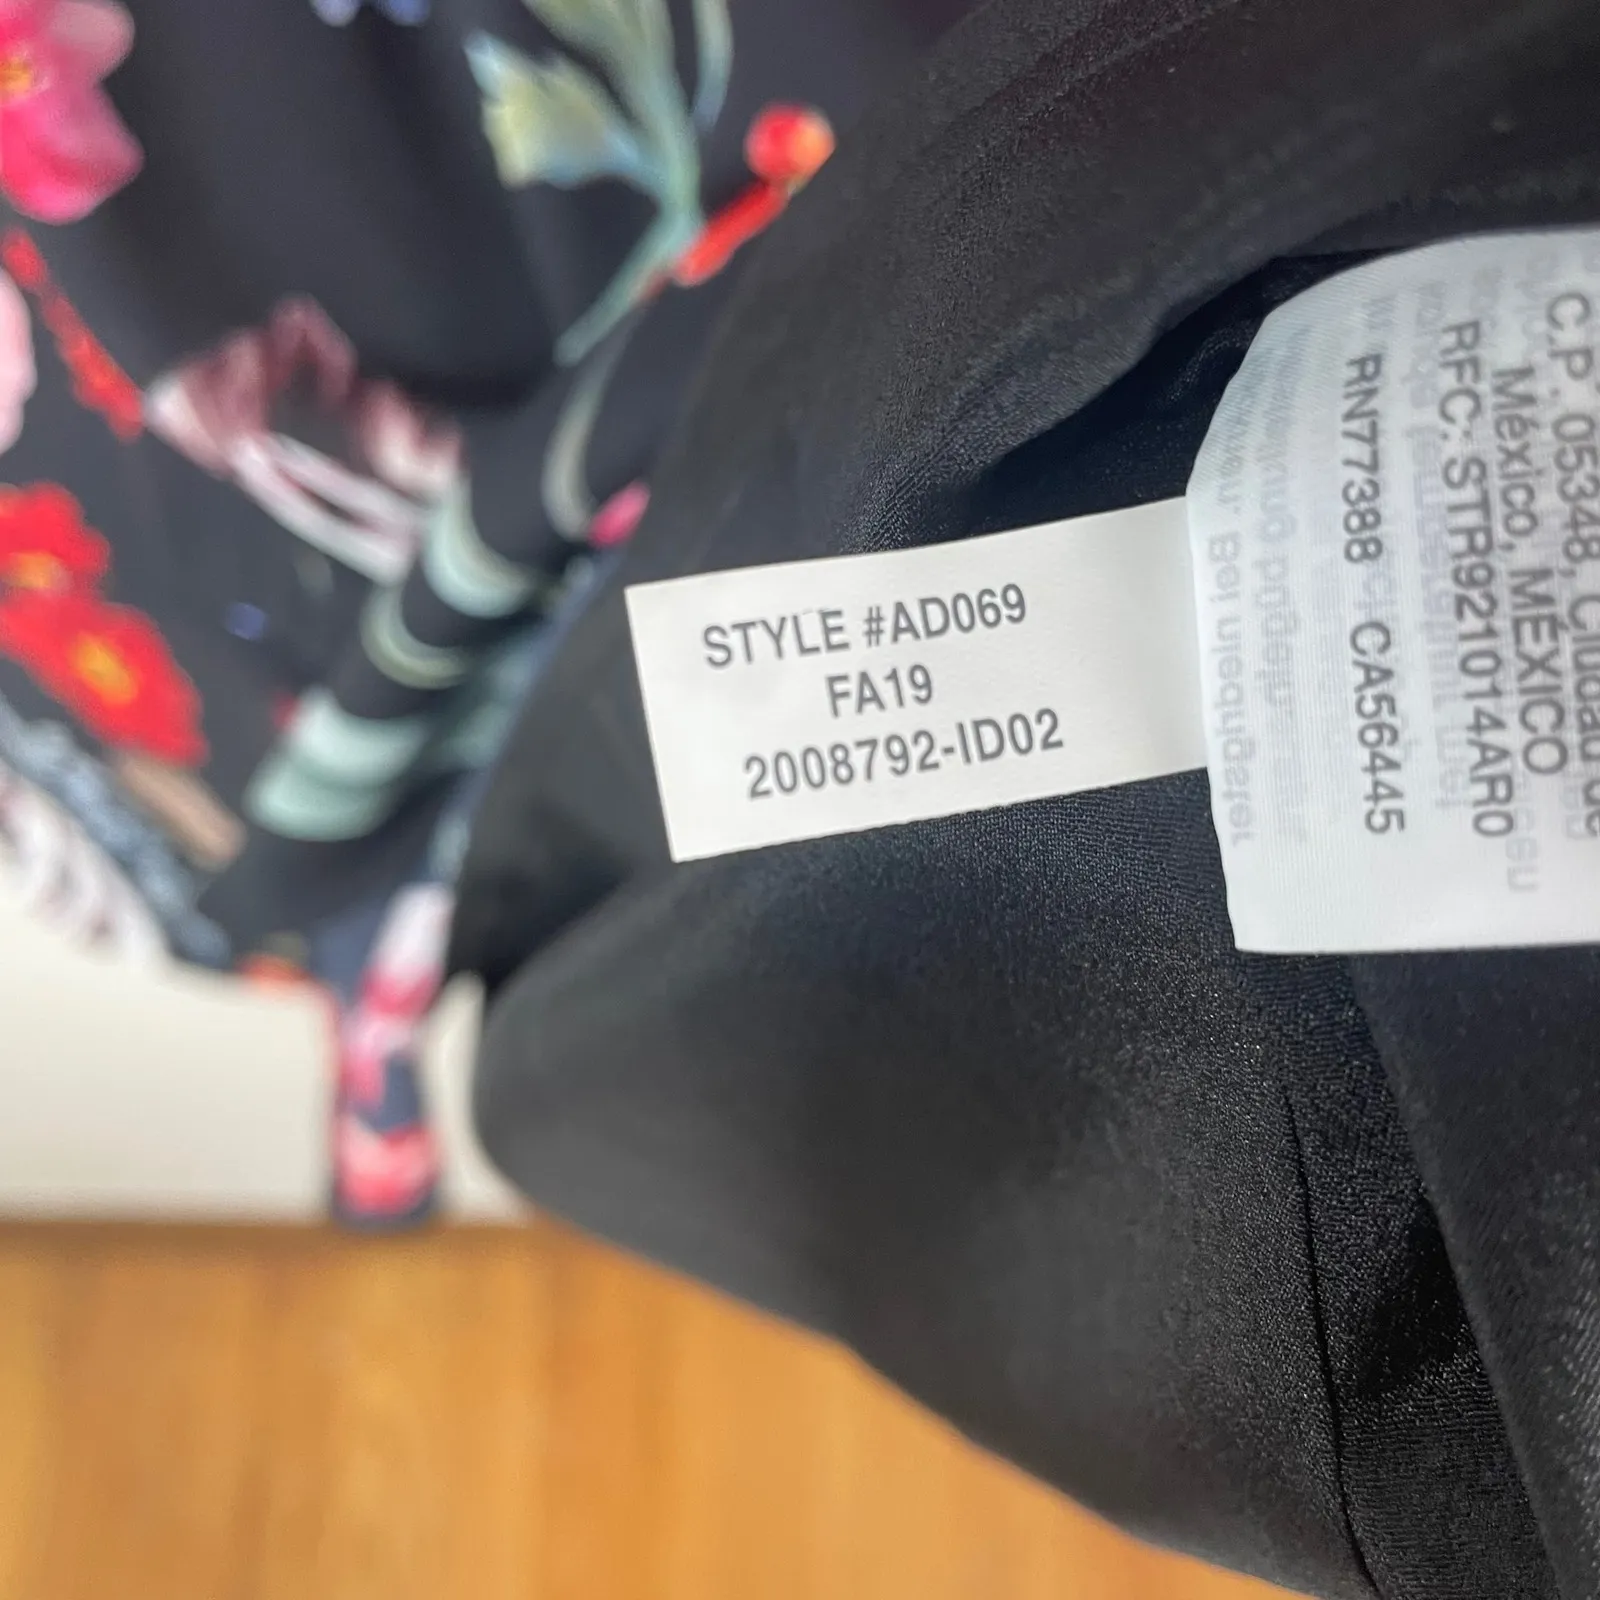 STYLE #AD069
FA19
2008792-ID02
C.P. 05348, Ciudad de
México, MÉXICO
RFC: STR921014AR0
RN77388 CA56445